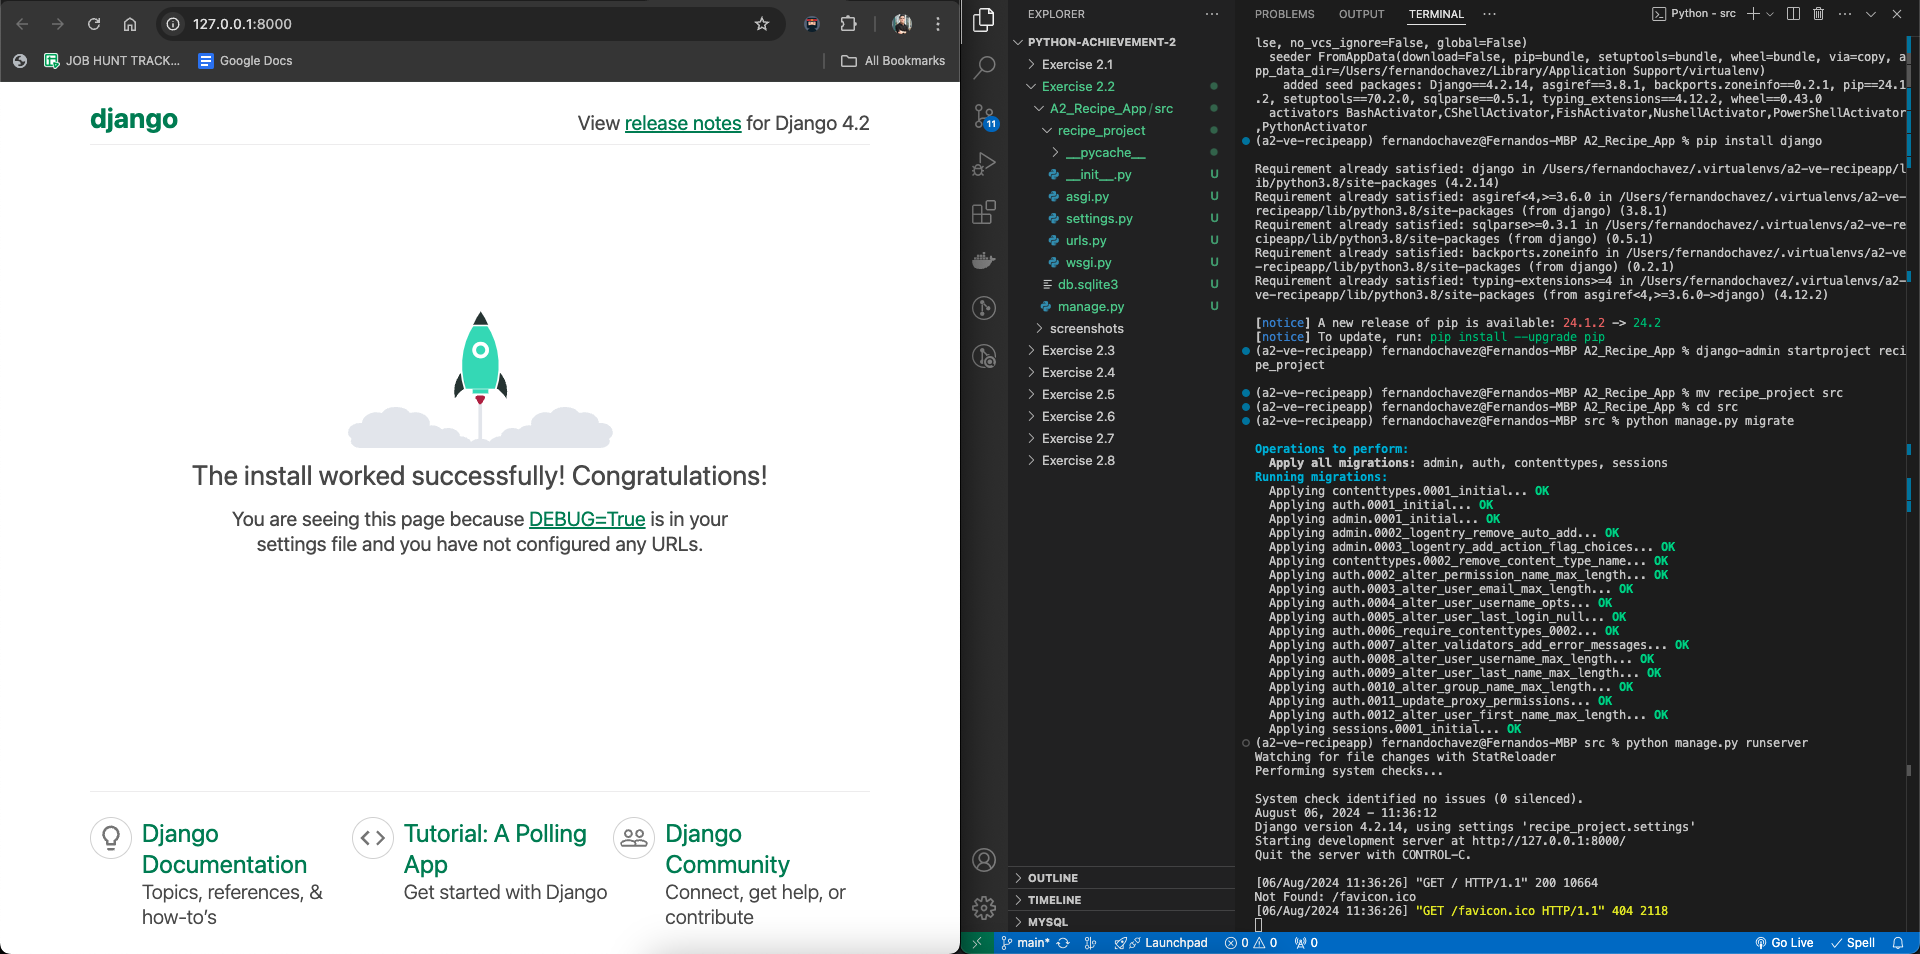 127.0.0.1:8000
JOB HUNT TRACK...
Google Docs
All Bookmarks
django
View release notes for Django 4.2
The install worked successfully! Congratulations!
You are seeing this page because DEBUG=True is in your
settings file and you have not configured any URLs.
Django
Documentation
Topics, references, &
how-to's
Tutorial: A Polling
App
Get started with Django
Django
Community
Connect, get help, or
contribute
11
EXPLORER
PYTHON-ACHIEVEMENT-2
Exercise 2.1
Exercise 2.2
A2_Recipe_App/src
recipe_project
__pycache__
__init__.py U
asgi.py U
settings.py U
urls.py U
wsgi.py U
db.sqlite3 U
manage.py U
screenshots
Exercise 2.3
Exercise 2.4
Exercise 2.5
Exercise 2.6
Exercise 2.7
Exercise 2.8
OUTLINE
TIMELINE
MYSQL
PROBLEMS OUTPUT TERMINAL ... Python - src
lse, no_vcs_ignore=False, global=False)
seeder FromAppData(download=False, pip=bundle, setuptools=bundle, wheel=bundle, via=copy, a
pp_data_dir=/Users/fernandochavez/Library/Application Support/virtualenv)
added seed packages: Django==4.2.14, asgiref==3.8.1, backports.zoneinfo==0.2.1, pip==24.1
.2, setuptools==70.2.0, sqlparse==0.5.1, typing_extensions==4.12.2, wheel==0.43.0
activators BashActivator,CShellActivator,FishActivator,NushellActivator,PowerShellActivator
,PythonActivator
(a2-ve-recipeapp) fernandochavez@Fernandos-MBP A2_Recipe_App % pip install django
Requirement already satisfied: django in /Users/fernandochavez/.virtualenvs/a2-ve-recipeapp/l
ib/python3.8/site-packages (4.2.14)
Requirement already satisfied: asgiref<4,>=3.6.0 in /Users/fernandochavez/.virtualenvs/a2-ve-
recipeapp/lib/python3.8/site-packages (from django) (3.8.1)
Requirement already satisfied: sqlparse>=0.3.1 in /Users/fernandochavez/.virtualenvs/a2-ve-re
cipeapp/lib/python3.8/site-packages (from django) (0.5.1)
Requirement already satisfied: backports.zoneinfo in /Users/fernandochavez/.virtualenvs/a2-ve
-recipeapp/lib/python3.8/site-packages (from django) (0.2.1)
Requirement already satisfied: typing-extensions>=4 in /Users/fernandochavez/.virtualenvs/a2-
ve-recipeapp/lib/python3.8/site-packages (from asgiref<4,>=3.6.0->django) (4.12.2)
[notice] A new release of pip is available: 24.1.2 -> 24.2
[notice] To update, run: pip install --upgrade pip
(a2-ve-recipeapp) fernandochavez@Fernandos-MBP A2_Recipe_App % django-admin startproject reci
pe_project
(a2-ve-recipeapp) fernandochavez@Fernandos-MBP A2_Recipe_App % mv recipe_project src
(a2-ve-recipeapp) fernandochavez@Fernandos-MBP A2_Recipe_App % cd src
(a2-ve-recipeapp) fernandochavez@Fernandos-MBP src % python manage.py migrate
Operations to perform:
Apply all migrations: admin, auth, contenttypes, sessions
Running migrations:
Applying contenttypes.0001_initial... OK
Applying auth.0001_initial... OK
Applying admin.0001_initial... OK
Applying admin.0002_logentry_remove_auto_add... OK
Applying admin.0003_logentry_add_action_flag_choices... OK
Applying contenttypes.0002_remove_content_type_name... OK
Applying auth.0002_alter_permission_name_max_length... OK
Applying auth.0003_alter_user_email_max_length... OK
Applying auth.0004_alter_user_username_opts... OK
Applying auth.0005_alter_user_last_login_null... OK
Applying auth.0006_require_contenttypes_0002... OK
Applying auth.0007_alter_validators_add_error_messages... OK
Applying auth.0008_alter_user_username_max_length... OK
Applying auth.0009_alter_user_last_name_max_length... OK
Applying auth.0010_alter_group_name_max_length... OK
Applying auth.0011_update_proxy_permissions... OK
Applying auth.0012_alter_user_first_name_max_length... OK
Applying sessions.0001_initial... OK
(a2-ve-recipeapp) fernandochavez@Fernandos-MBP src % python manage.py runserver
Watching for file changes with StatReloader
Performing system checks...
System check identified no issues (0 silenced).
August 06, 2024 - 11:36:12
Django version 4.2.14, using settings 'recipe_project.settings'
Starting development server at http://127.0.0.1:8000/
Quit the server with CONTROL-C.
[06/Aug/2024 11:36:26] "GET / HTTP/1.1" 200 10664
Not Found: /favicon.ico
[06/Aug/2024 11:36:26] "GET /favicon.ico HTTP/1.1" 404 2118
main* Launchpad 0 0 0 Go Live Spell